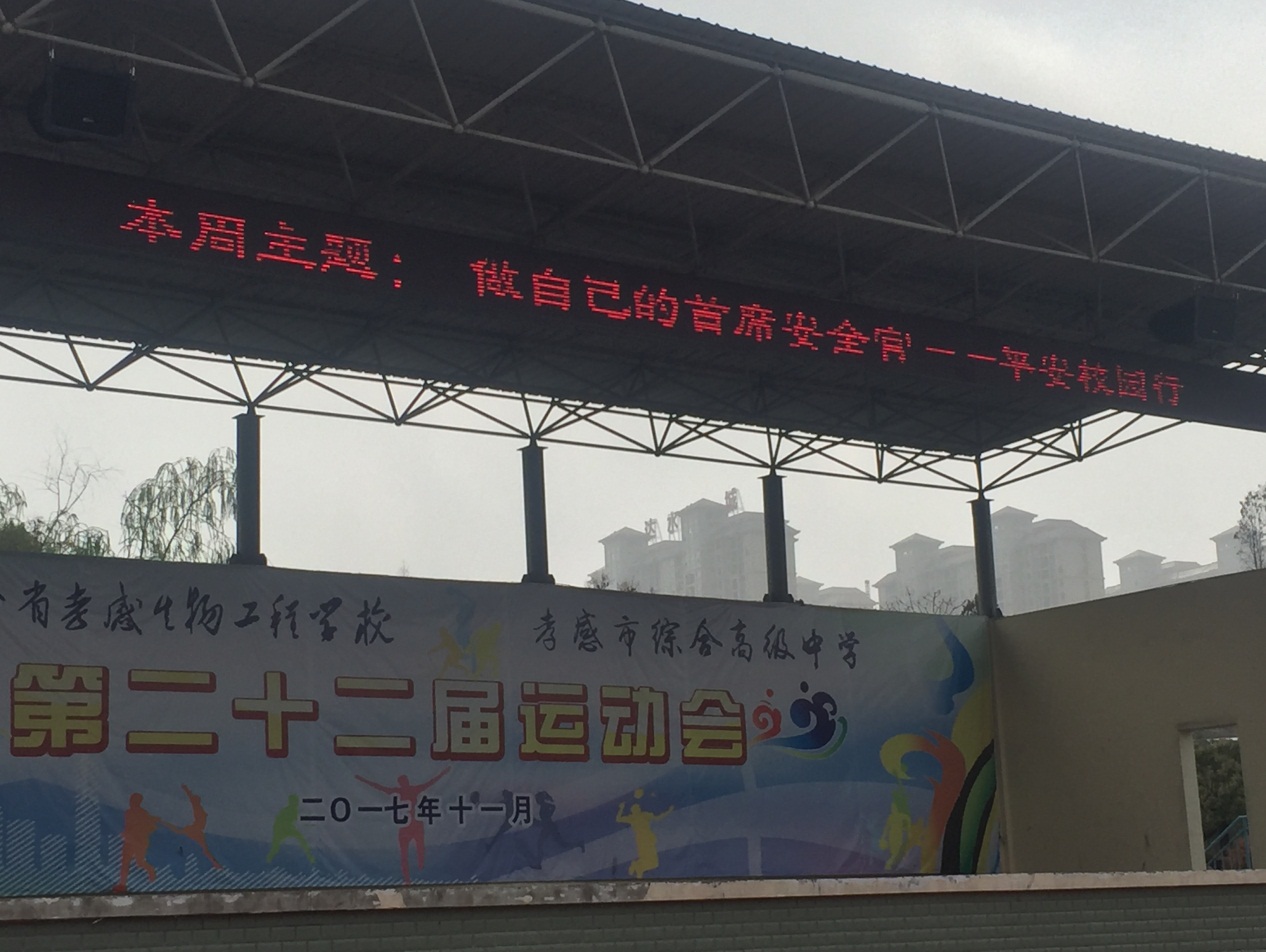 本周主题： 做自己的首席安全官——平安校园行
省孝感生物工程学校 孝感市综合高级中学
第二十二届运动会
二〇一七年十一月